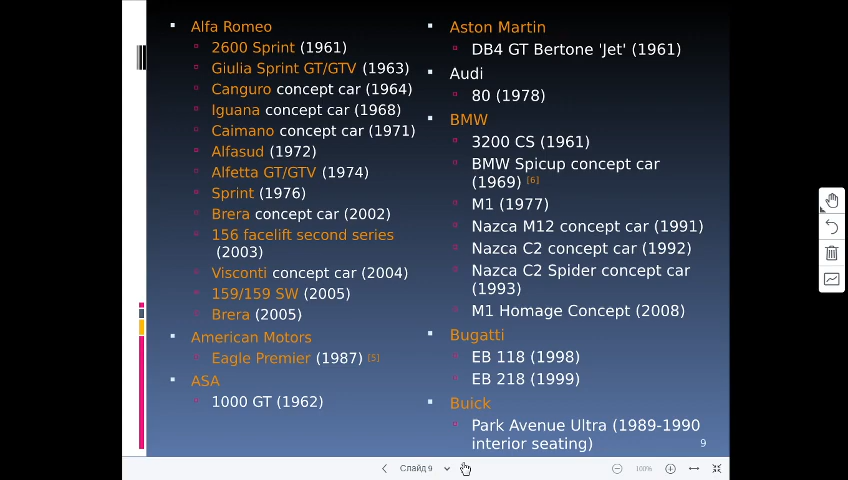 Alfa Romeo
2600 Sprint (1961)
Giulia Sprint GT/GTV (1963)
Canguro concept car (1964)
Iguana concept car (1968)
Caimano concept car (1971)
Alfasud (1972)
Alfetta GT/GTV (1974)
Sprint (1976)
Brera concept car (2002)
156 facelift second series
(2003)
Visconti concept car (2004)
159/159 SW (2005)
Brera (2005)
American Motors
Eagle Premier (1987) [5]
ASA
1000 GT (1962)
Aston Martin
DB4 GT Bertone 'Jet' (1961)
Audi
80 (1978)
BMW
3200 CS (1961)
BMW Spicup concept car
(1969) [6]
M1 (1977)
Nazca M12 concept car (1991)
Nazca C2 concept car (1992)
Nazca C2 Spider concept car
(1993)
M1 Homage Concept (2008)
Bugatti
EB 118 (1998)
EB 218 (1999)
Buick
Park Avenue Ultra (1989-1990
interior seating)
9
Слайд 9
100%